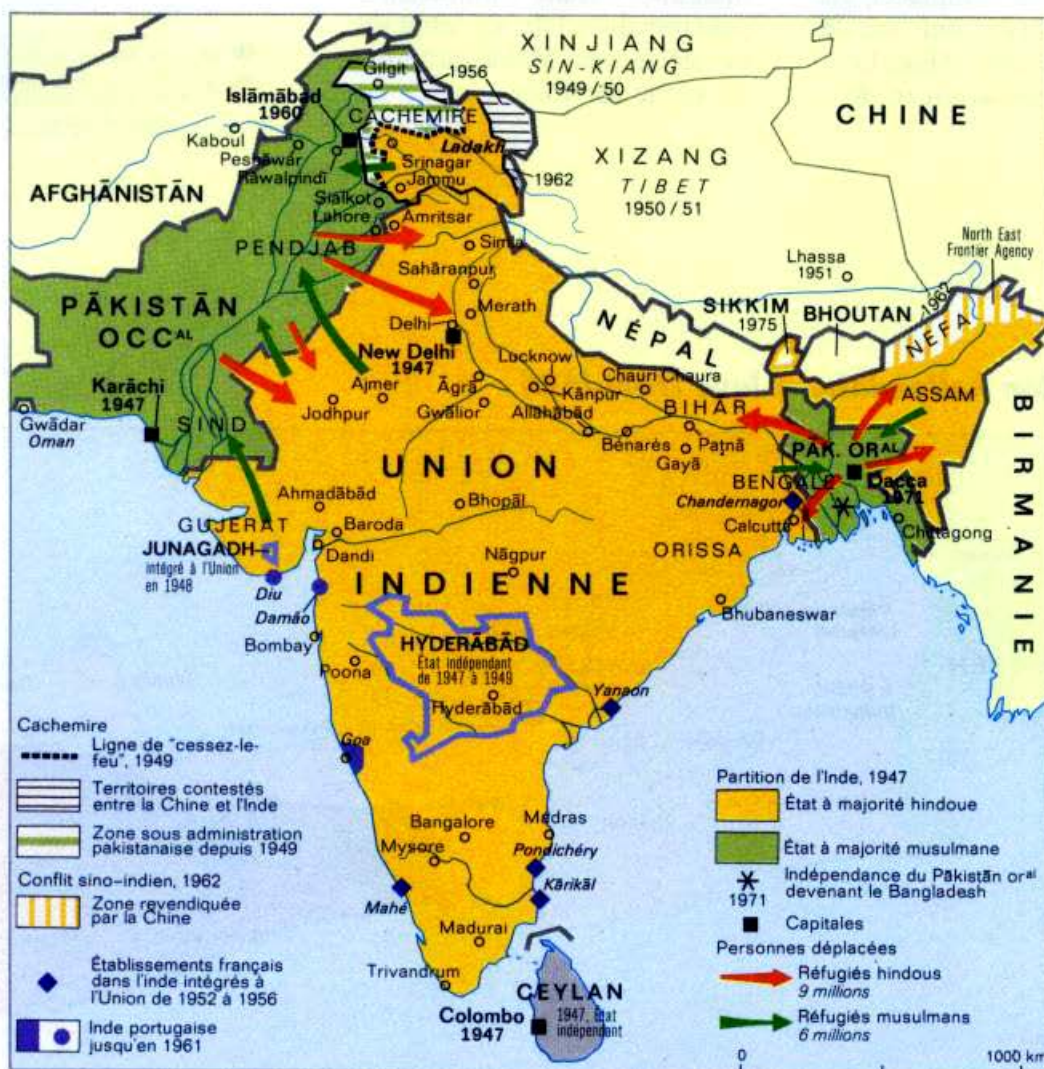 XINJIANG
SIN-KIANG
1949/50
CHINE
XIZANG
TIBET
1950/51
Gilgit
1956
Islāmābād
1960
CACHEMIRE
Kaboul
Peshāwar
Rawalpindī
Ladakh
Srinagar
Jammu
1962
AFGHĀNISTĀN
Sialkot
Lahore
Amritsar
PENDJAB
Simla
Sahāranpur
Merath
Delhi
New Delhi
1947
PĀKISTĀN
OCCAL
Karāchi
1947
SIND
Gwādar
Oman
Lhassa
1951
North East
Frontier Agency
SIKKIM
1975
BHOUTAN
NÉPAL
1962
NEFA
ASSAM
Lucknow
Chauri Chaura
Āgrā
Kānpur
Ajmer
Jodhpur
Gwālior
Allāhābād
BIHĀR
Bénarès
Paṭnā
Gayā
PĀK. ORAL
Dacca
1971
BENGALE
Chandernagor
Calcutta
Chittagong
BIRMANIE
UNION
INDIENNE
Ahmadābād
Bhopāl
GUJERAT
Baroda
JUNAGADH
intégré à l'Union
en 1948
Dandi
Diu
Damão
Nāgpur
ORISSA
Bhubaneswar
Bombay
Poona
HYDERĀBĀD
État indépendant
de 1947 à 1949
Hyderābād
Yanaon
Goa
Bangalore
Madras
Mysore
Pondichéry
Kārikāl
Mahé
Madurai
Trivandrum
CEYLAN
1947, État
indépendant
Colombo
1947
Cachemire
Ligne de "cessez-le-
feu", 1949
Territoires contestés
entre la Chine et l'Inde
Zone sous administration
pakistanaise depuis 1949
Conflit sino-indien, 1962
Zone revendiquée
par la Chine
Établissements français
dans l'inde intégrés à
l'Union de 1952 à 1956
Inde portugaise
jusqu'en 1961
Partition de l'Inde, 1947
État à majorité hindoue
État à majorité musulmane
1971
Indépendance du Pākistān oral
devenant le Bangladesh
Capitales
Personnes déplacées
Réfugiés hindous
9 millions
Réfugiés musulmans
6 millions
0 1000 km